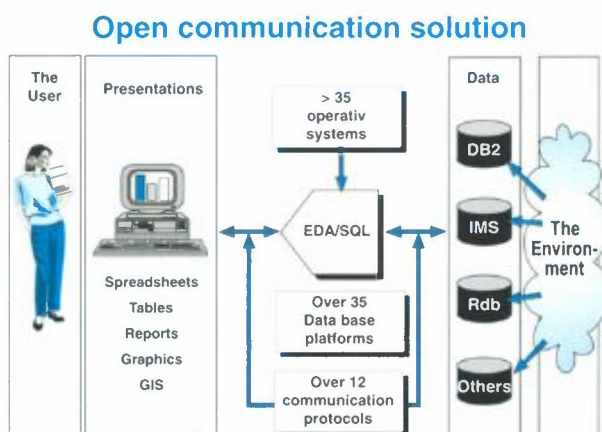 Open communication solution
The
User
Presentations
Spreadsheets
Tables
Reports
Graphics
GIS
> 35
operativ
systems
EDA/SQL
Over 35
Data base
platforms
Over 12
communication
protocols
Data
DB2
IMS
Rdb
Others
The
Environ-
ment